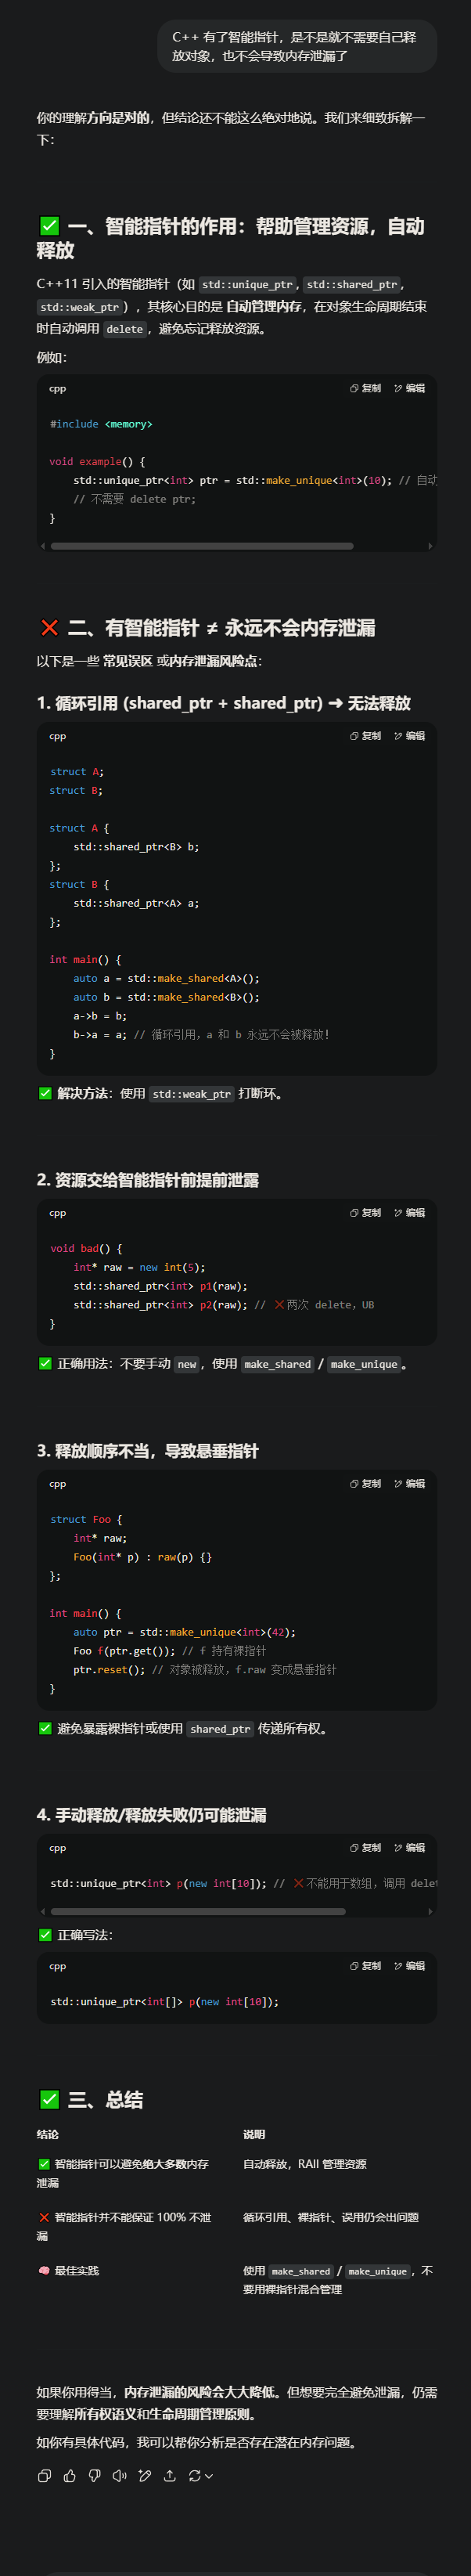 C++ 有了智能指针，是不是就不需要自己释
放对象，也不会导致内存泄漏了
你的理解方向是对的，但结论还不能这么绝对地说。我们来细致拆解一
下：
✅ 一、智能指针的作用：帮助管理资源，自动
释放
C++11 引入的智能指针（如 std::unique_ptr, std::shared_ptr,
std::weak_ptr），其核心目的是 自动管理内存，在对象生命周期结束
时自动调用 delete，避免忘记释放资源。
例如：
cpp 复制 编辑
#include <memory>
void example() {
    std::unique_ptr<int> ptr = std::make_unique<int>(10); // 自动
    // 不需要 delete ptr;
}
❌ 二、有智能指针 ≠ 永远不会内存泄漏
以下是一些 常见误区 或内存泄漏风险点：
1. 循环引用 (shared_ptr + shared_ptr) ➜ 无法释放
cpp 复制 编辑
struct A;
struct B;
struct A {
    std::shared_ptr<B> b;
};
struct B {
    std::shared_ptr<A> a;
};
int main() {
    auto a = std::make_shared<A>();
    auto b = std::make_shared<B>();
    a->b = b;
    b->a = a; // 循环引用，a 和 b 永远不会被释放！
}
✅ 解决方法：使用 std::weak_ptr 打断环。
2. 资源交给智能指针前提前泄露
cpp 复制 编辑
void bad() {
    int* raw = new int(5);
    std::shared_ptr<int> p1(raw);
    std::shared_ptr<int> p2(raw); // ❌两次 delete，UB
}
✅ 正确用法：不要手动 new，使用 make_shared / make_unique。
3. 释放顺序不当，导致悬垂指针
cpp 复制 编辑
struct Foo {
    int* raw;
    Foo(int* p) : raw(p) {}
};
int main() {
    auto ptr = std::make_unique<int>(42);
    Foo f(ptr.get()); // f 持有裸指针
    ptr.reset(); // 对象被释放，f.raw 变成悬垂指针
}
✅ 避免暴露裸指针或使用 shared_ptr 传递所有权。
4. 手动释放/释放失败仍可能泄漏
cpp 复制 编辑
std::unique_ptr<int> p(new int[10]); // ❌不能用于数组，调用 delet
✅ 正确写法：
cpp 复制 编辑
std::unique_ptr<int[]> p(new int[10]);
✅ 三、总结
结论 说明
✅ 智能指针可以避免绝大多数内存 自动释放，RAII 管理资源
泄漏
❌ 智能指针并不能保证 100% 不泄 循环引用、裸指针、误用仍会出问题
漏
🧠 最佳实践 使用 make_shared / make_unique，不
要用裸指针混合管理
如果你用得当，内存泄漏的风险会大大降低。但想要完全避免泄漏，仍需
要理解所有权语义和生命周期管理原则。
如你有具体代码，我可以帮你分析是否存在潜在内存问题。